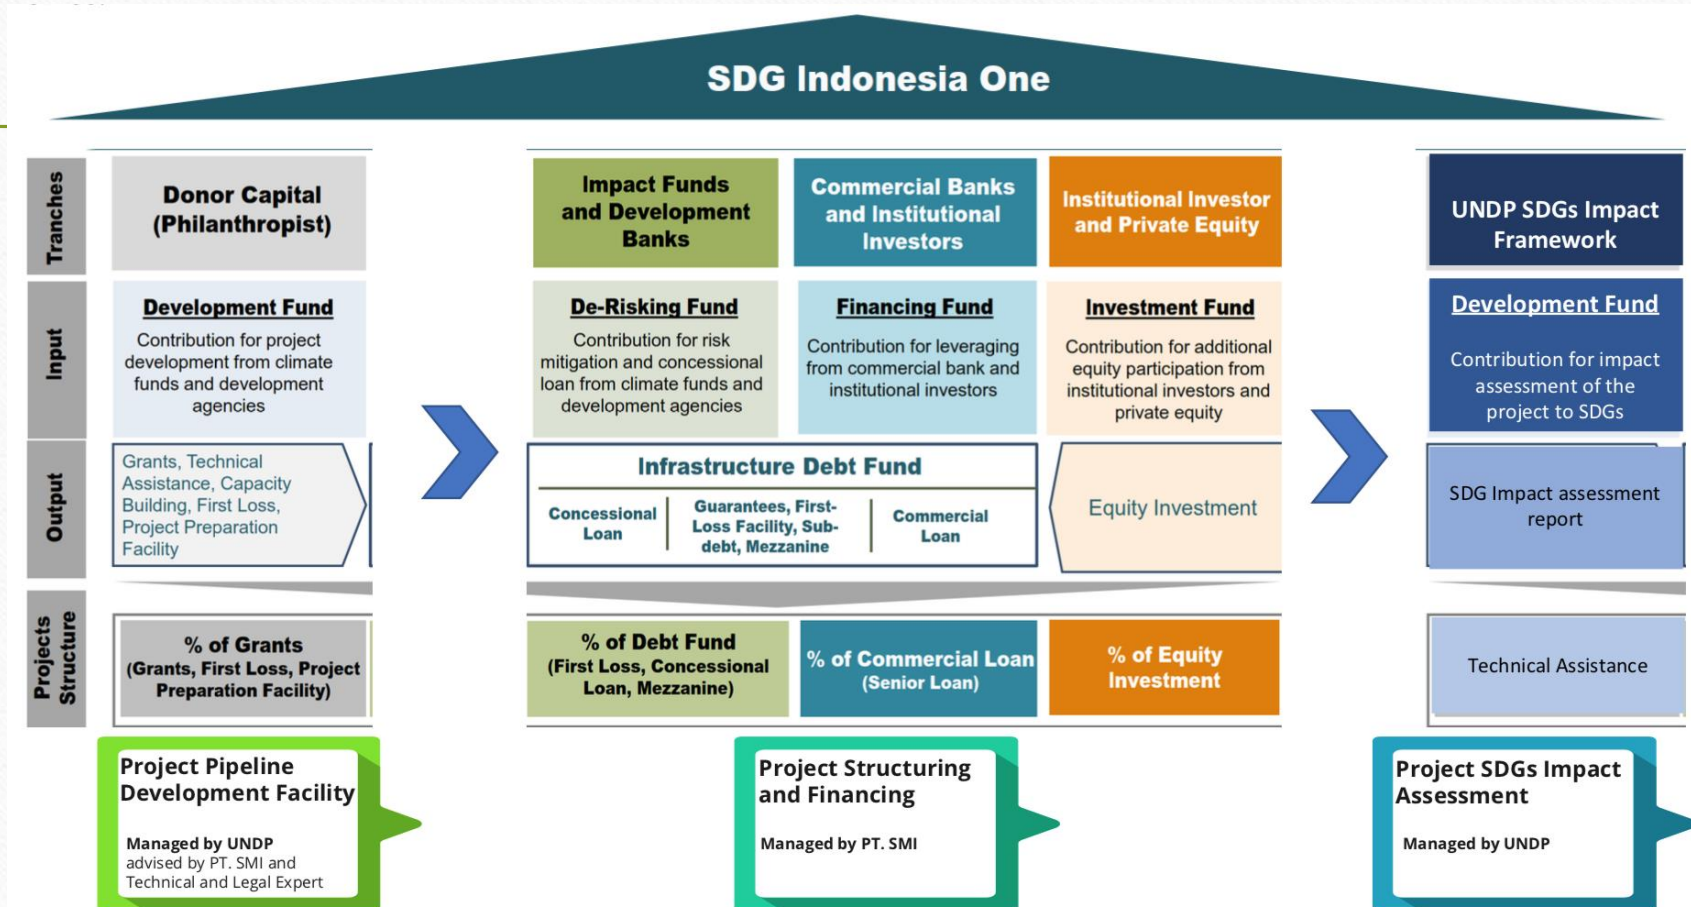 SDG Indonesia One
Tranches
Donor Capital
(Philanthropist)
Impact Funds
and Development
Banks
Commercial Banks
and Institutional
Investors
Institutional Investor
and Private Equity
UNDP SDGs Impact
Framework
Input
Development Fund
Contribution for project
development from climate
funds and development
agencies
De-Risking Fund
Contribution for risk
mitigation and concessional
loan from climate funds and
development agencies
Financing Fund
Contribution for leveraging
from commercial bank and
institutional investors
Investment Fund
Contribution for additional
equity participation from
institutional investors and
private equity
Development Fund
Contribution for impact
assessment of the
project to SDGs
Output
Grants, Technical
Assistance, Capacity
Building, First Loss,
Project Preparation
Facility
Infrastructure Debt Fund
Concessional
Loan
Guarantees, First-
Loss Facility, Sub-
debt, Mezzanine
Commercial
Loan
Equity Investment
SDG Impact assessment
report
Projects
Structure
% of Grants
(Grants, First Loss, Project
Preparation Facility)
% of Debt Fund
(First Loss, Concessional
Loan, Mezzanine)
% of Commercial Loan
(Senior Loan)
% of Equity
Investment
Technical Assistance
Project Pipeline
Development Facility
Managed by UNDP
advised by PT. SMI and
Technical and Legal Expert
Project Structuring
and Financing
Managed by PT. SMI
Project SDGs Impact
Assessment
Managed by UNDP